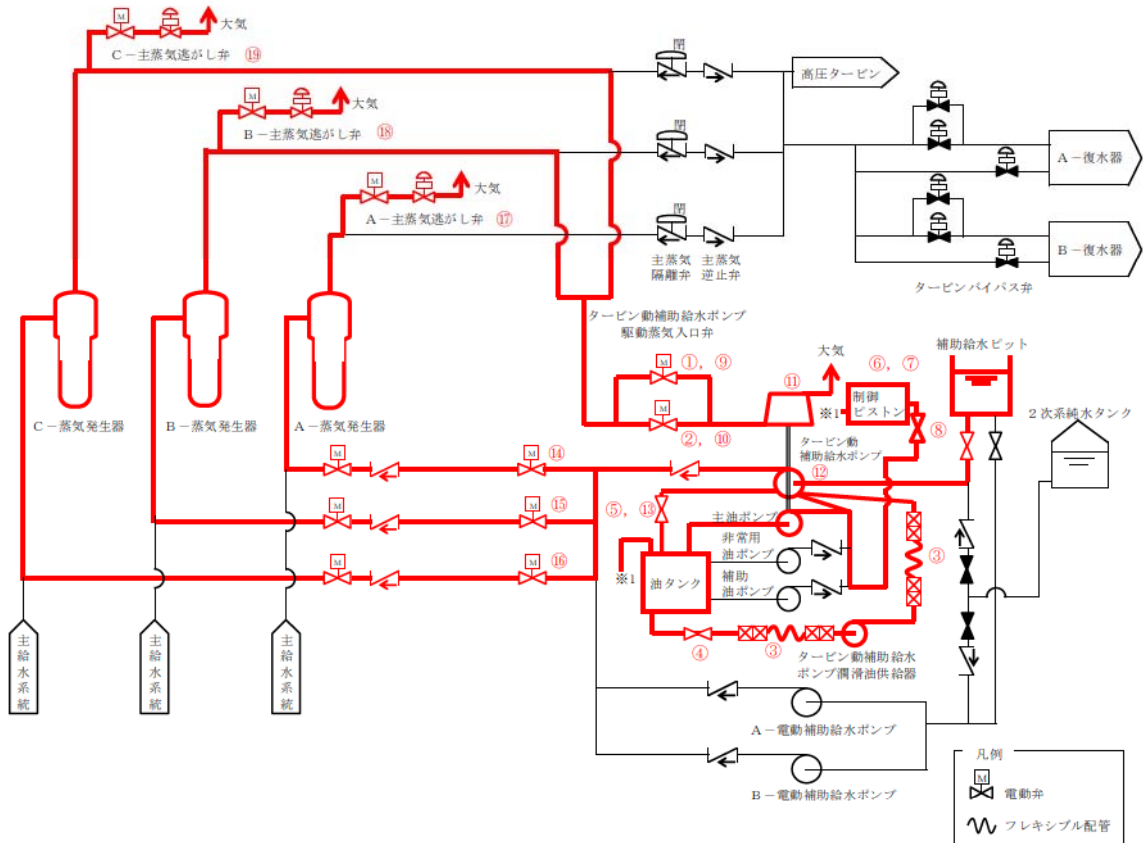 M
大気
C－主蒸気逃がし弁 ⑲
閉
高圧タービン
M
大気
B－主蒸気逃がし弁 ⑱
閉
A－復水器
M
大気
A－主蒸気逃がし弁 ⑰
閉
B－復水器
主蒸気
隔離弁
主蒸気
逆止弁
タービンバイパス弁
タービン動補助給水ポンプ
駆動蒸気入口弁
補助給水ピット
大気
M
①，⑨
⑪
⑥，⑦
制御
ピストン
※1
⑧
2次系純水タンク
M
②，⑩
C－蒸気発生器
B－蒸気発生器
A－蒸気発生器
タービン動
補助給水ポンプ
⑫
M
M
⑭
⑤，⑬
主油ポンプ
M
M
⑮
非常用
油ポンプ
③
M
M
⑯
※1
油タンク
補助
油ポンプ
④
③
タービン動補助給水
ポンプ潤滑油供給器
主給水系統
主給水系統
主給水系統
A－電動補助給水ポンプ
B－電動補助給水ポンプ
凡例
M
電動弁
フレキシブル配管